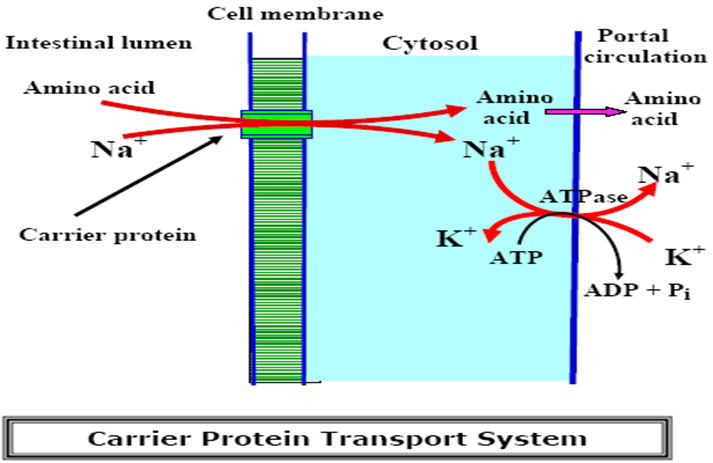 Cell membrane
Intestinal lumen
Cytosol
Portal
circulation
Amino acid
Na⁺
Carrier protein
Amino
acid
Na⁺
Amino
acid
ATPase
Na⁺
K⁺
ATP
K⁺
ADP + Pᵢ
Carrier Protein Transport System